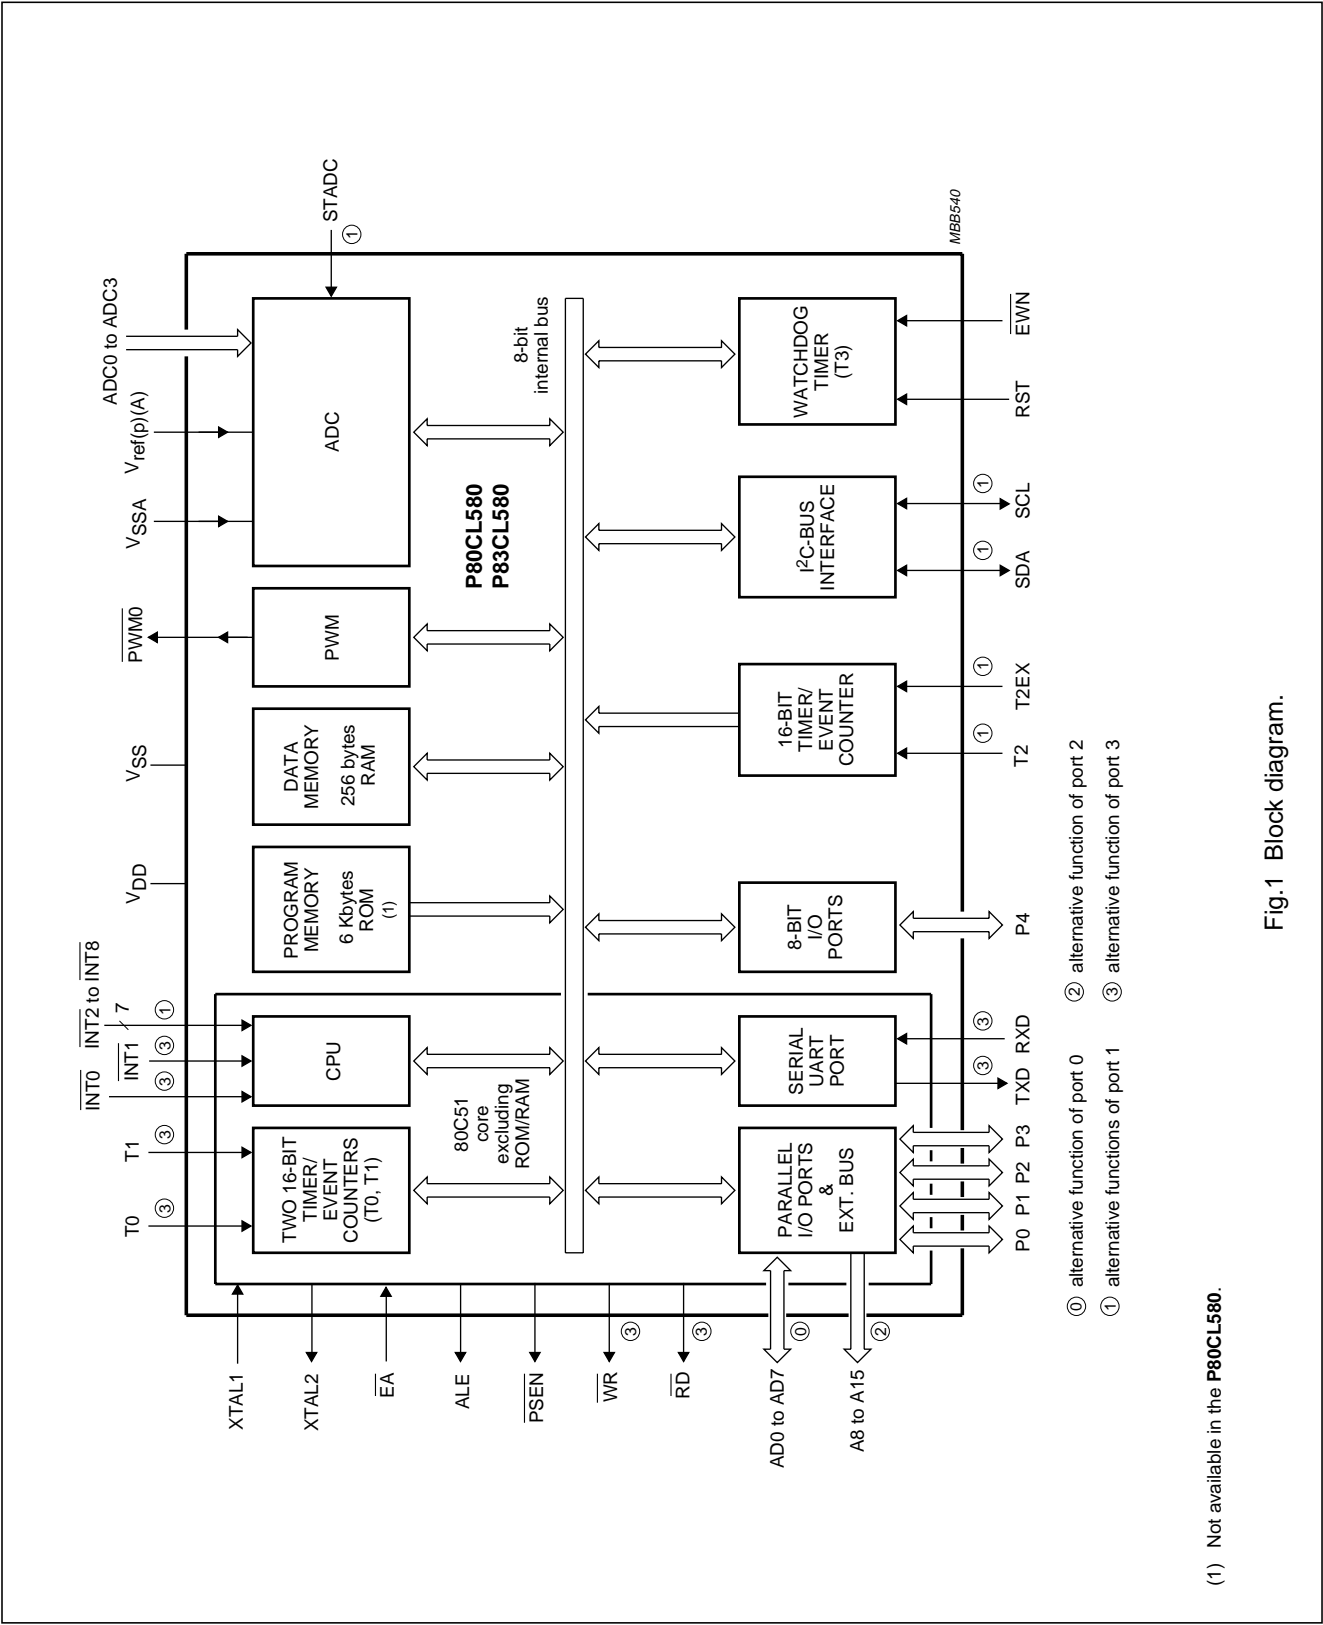 XTAL1
XTAL2
EA
ALE
PSEN
WR
3
RD
3
AD0 to AD7
0
A8 to A15
2
T0
3
T1
3
INT0
3
INT1
3
INT2 to INT8
7
1
VDD
VSS
PWM0
VSSA
Vref(p)(A)
ADC0 to ADC3
STADC
1
TWO 16-BIT
TIMER/
EVENT
COUNTERS
(T0, T1)
CPU
PROGRAM
MEMORY
6 Kbytes
ROM
(1)
DATA
MEMORY
256 bytes
RAM
PWM
ADC
80C51
core
excluding
ROM/RAM
P80CL580
P83CL580
8-bit
internal bus
PARALLEL
I/O PORTS
&
EXT. BUS
SERIAL
UART
PORT
8-BIT
I/O
PORTS
16-BIT
TIMER/
EVENT
COUNTER
I2C-BUS
INTERFACE
WATCHDOG
TIMER
(T3)
P0
P1
P2
P3
3
TXD
3
RXD
P4
1
T2
1
T2EX
1
SDA
1
SCL
RST
EWN
MBB540
0 alternative function of port 0
1 alternative functions of port 1
2 alternative function of port 2
3 alternative function of port 3
(1) Not available in the P80CL580.
Fig.1 Block diagram.